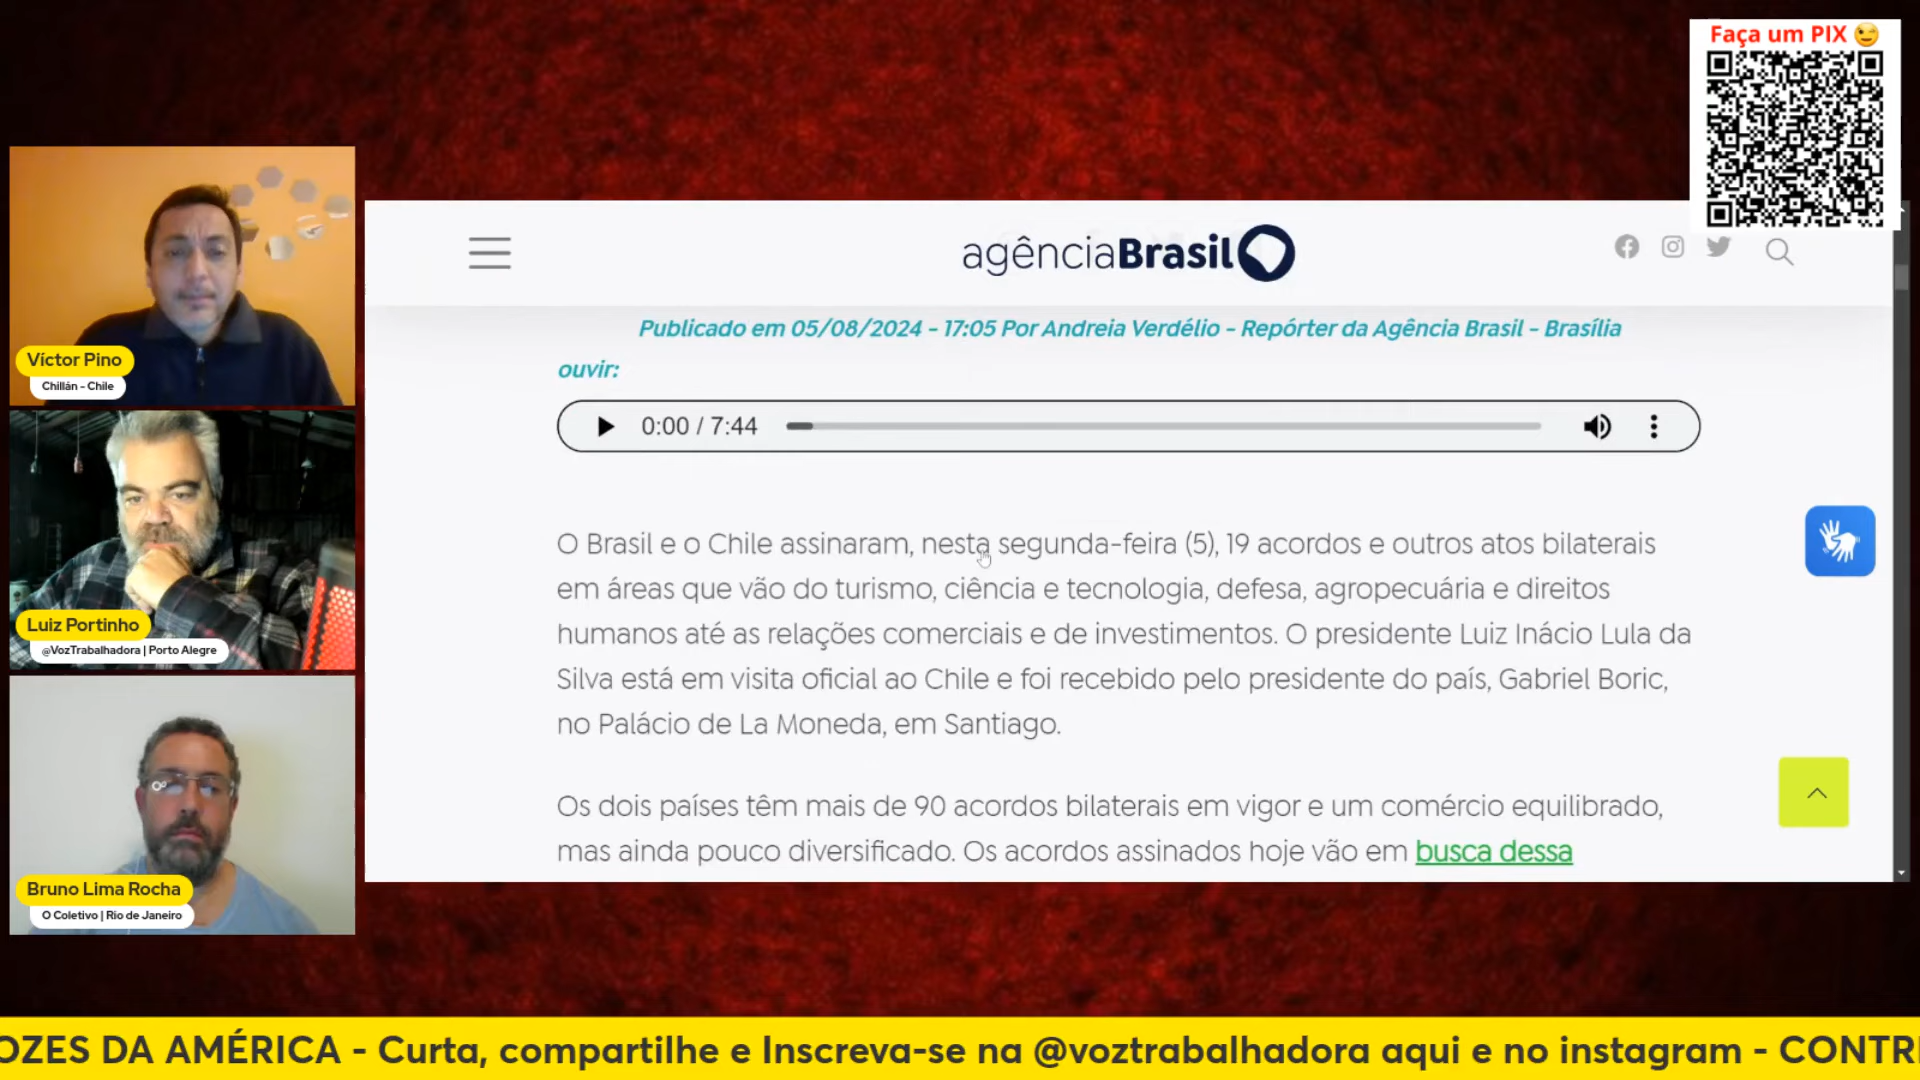 Faça um PIX 😉
Víctor Pino
Chillán - Chile
Luiz Portinho
@VozTrabalhadora | Porto Alegre
Bruno Lima Rocha
O Coletivo | Rio de Janeiro
agênciaBrasil
Publicado em 05/08/2024 - 17:05 Por Andreia Verdélio - Repórter da Agência Brasil - Brasília
ouvir:
0:00 / 7:44
O Brasil e o Chile assinaram, nesta segunda-feira (5), 19 acordos e outros atos bilaterais
em áreas que vão do turismo, ciência e tecnologia, defesa, agropecuária e direitos
humanos até as relações comerciais e de investimentos. O presidente Luiz Inácio Lula da
Silva está em visita oficial ao Chile e foi recebido pelo presidente do país, Gabriel Boric,
no Palácio de La Moneda, em Santiago.
Os dois países têm mais de 90 acordos bilaterais em vigor e um comércio equilibrado,
mas ainda pouco diversificado. Os acordos assinados hoje vão em busca dessa
OZES DA AMÉRICA - Curta, compartilhe e Inscreva-se na @voztrabalhadora aqui e no instagram - CONTR